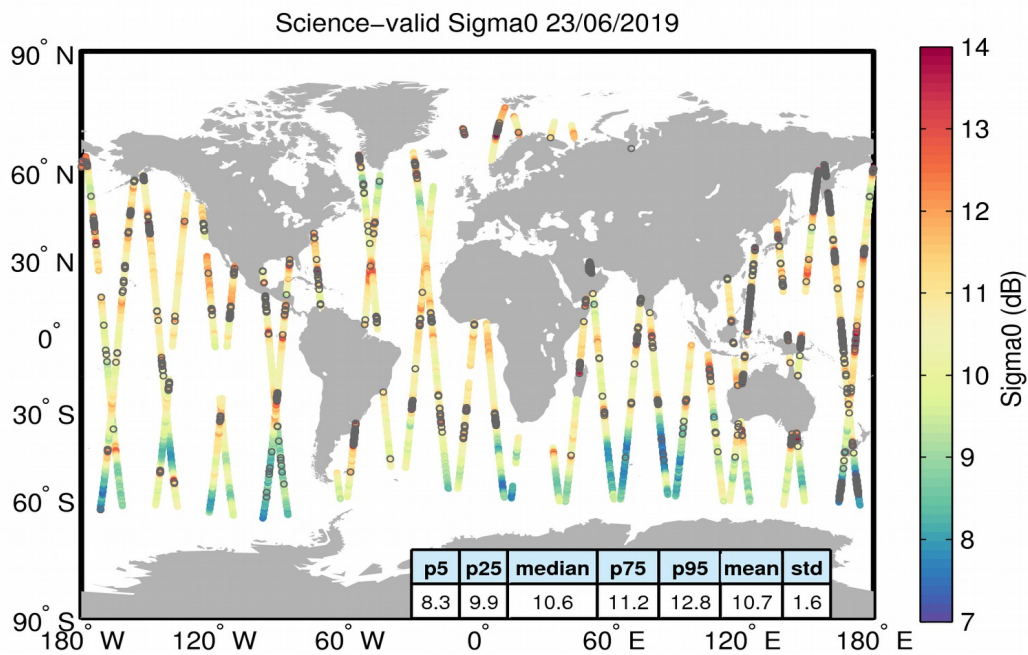 Science−valid Sigma0 23/06/2019
90° N
60° N
30° N
0°
30° S
60° S
90° S
180° W
120° W
60° W
0°
60° E
120° E
180° E
p5 p25 median p75 p95 mean std
8.3 9.9 10.6 11.2 12.8 10.7 1.6
14
13
12
11
10
9
8
7
Sigma0 (dB)